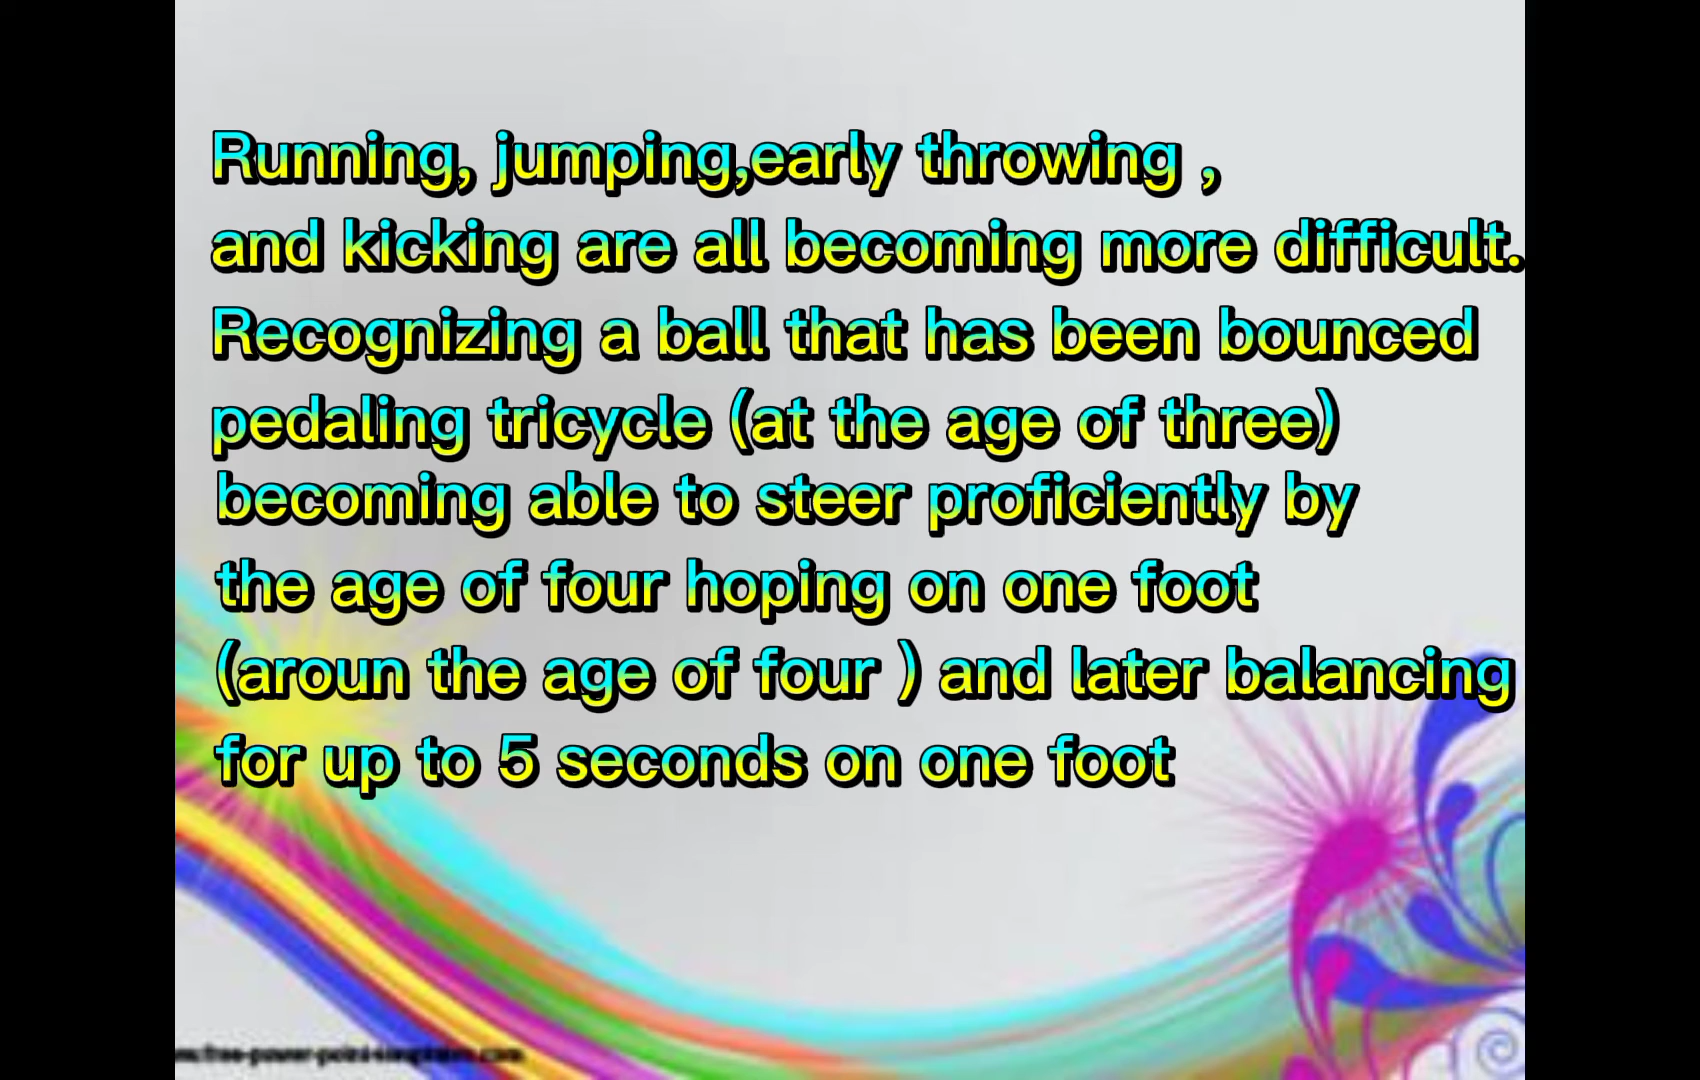 Running, jumping,early throwing ,
and kicking are all becoming more difficult.
Recognizing a ball that has been bounced
pedaling tricycle (at the age of three)
becoming able to steer proficiently by
the age of four hoping on one foot
(aroun the age of four ) and later balancing
for up to 5 seconds on one foot